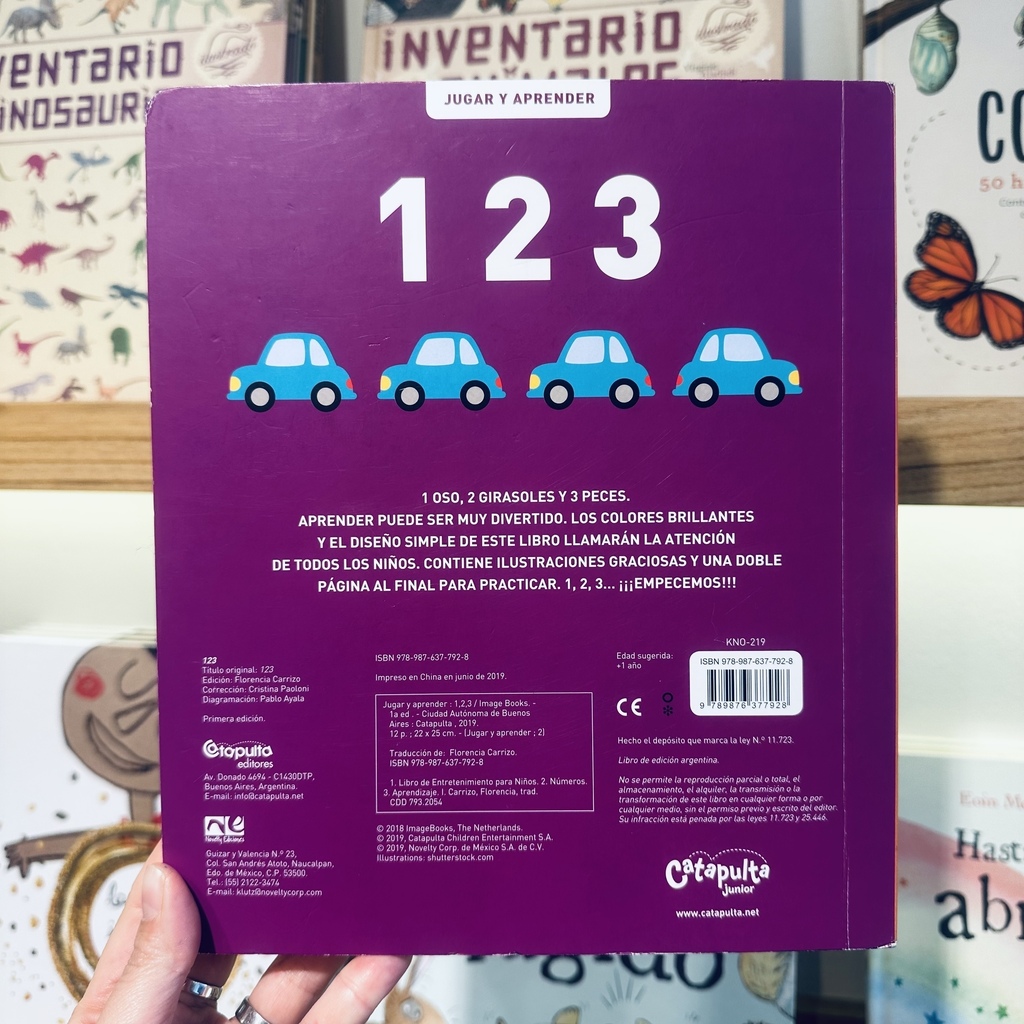 VENTARIO
INOSAURI
INVENTARIO
ilustrado
CO
50 h
JUGAR Y APRENDER
1 2 3
1 OSO, 2 GIRASOLES Y 3 PECES.
APRENDER PUEDE SER MUY DIVERTIDO. LOS COLORES BRILLANTES
Y EL DISEÑO SIMPLE DE ESTE LIBRO LLAMARÁN LA ATENCIÓN
DE TODOS LOS NIÑOS. CONTIENE ILUSTRACIONES GRACIOSAS Y UNA DOBLE
PÁGINA AL FINAL PARA PRACTICAR. 1, 2, 3... ¡¡¡EMPECEMOS!!!
123
Título original: 123
Edición: Florencia Carrizo
Corrección: Cristina Paoloni
Diagramación: Pablo Ayala
Primera edición.
Catapulta
editores
Av. Donado 4694 - C1430DTP,
Buenos Aires, Argentina.
E-mail: info@catapulta.net
Novelty Ediciones
Guizar y Valencia N.º 23,
Col. San Andrés Atoto, Naucalpan,
Edo. de México, C.P. 53500.
Tel.: (55) 2122-3474
E-mail: klutz@noveltycorp.com
ISBN 978-987-637-792-8
Impreso en China en junio de 2019.
Jugar y aprender : 1,2,3 / Image Books. -
1a ed . - Ciudad Autónoma de Buenos
Aires : Catapulta , 2019.
12 p. ; 22 x 25 cm. - (Jugar y aprender ; 2)
Traducción de: Florencia Carrizo.
ISBN 978-987-637-792-8
1. Libro de Entretenimiento para Niños. 2. Números.
3. Aprendizaje. I. Carrizo, Florencia, trad.
CDD 793.2054
© 2018 ImageBooks, The Netherlands.
© 2019, Catapulta Children Entertainment S.A.
© 2019, Novelty Corp. de México S.A. de C.V.
Illustrations: shutterstock.com
KNO-219
Edad sugerida:
+1 año
ISBN 978-987-637-792-8
9 789876 377928
CE
Hecho el depósito que marca la ley N.º 11.723.
Libro de edición argentina.
No se permite la reproducción parcial o total, el
almacenamiento, el alquiler, la transmisión o la
transformación de este libro en cualquier forma o por
cualquier medio, sin el permiso previo y escrito del editor.
Su infracción está penada por las leyes 11.723 y 25.446.
Catapulta
junior
www.catapulta.net
Eoin M
Hast
ab